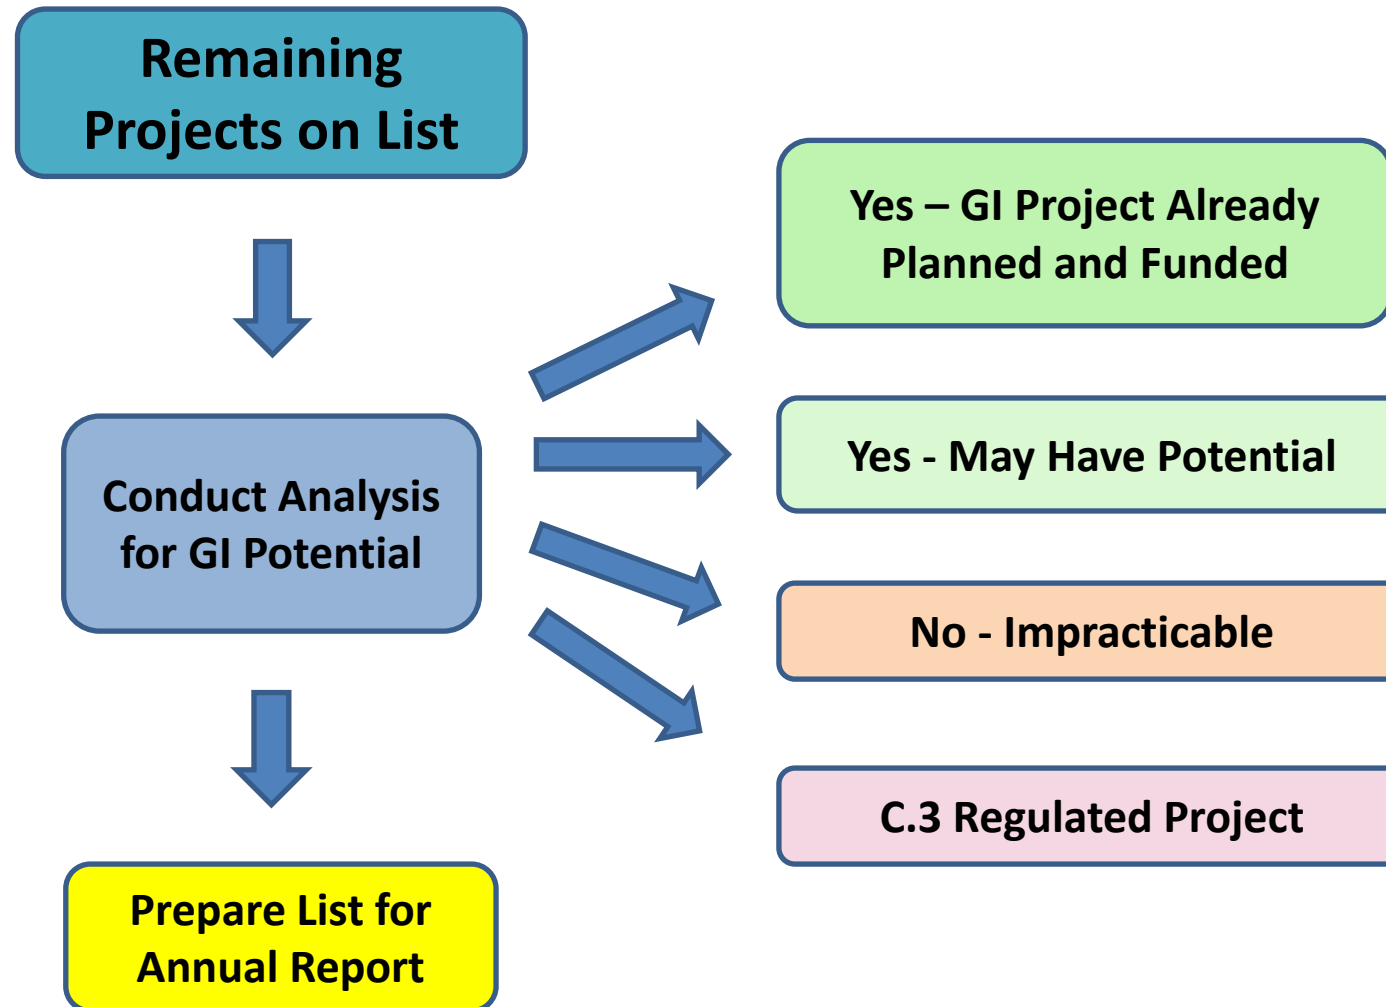 Remaining
Projects on List
Conduct Analysis
for GI Potential
Prepare List for
Annual Report
Yes – GI Project Already
Planned and Funded
Yes - May Have Potential
No - Impracticable
C.3 Regulated Project